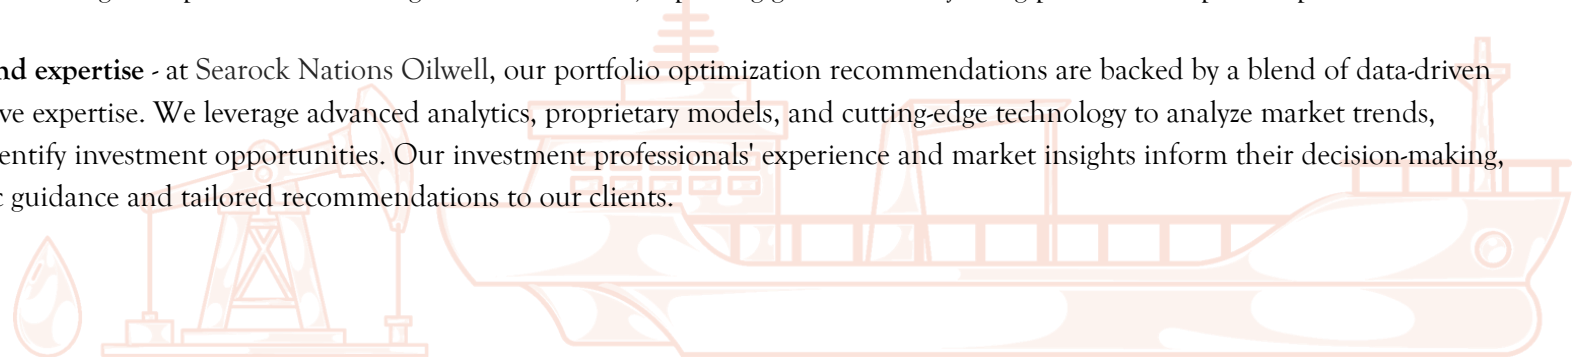 nd expertise - at Searock Nations Oilwell, our portfolio optimization recommendations are backed by a blend of data-driven
ve expertise. We leverage advanced analytics, proprietary models, and cutting-edge technology to analyze market trends,
entify investment opportunities. Our investment professionals' experience and market insights inform their decision-making,
c guidance and tailored recommendations to our clients.